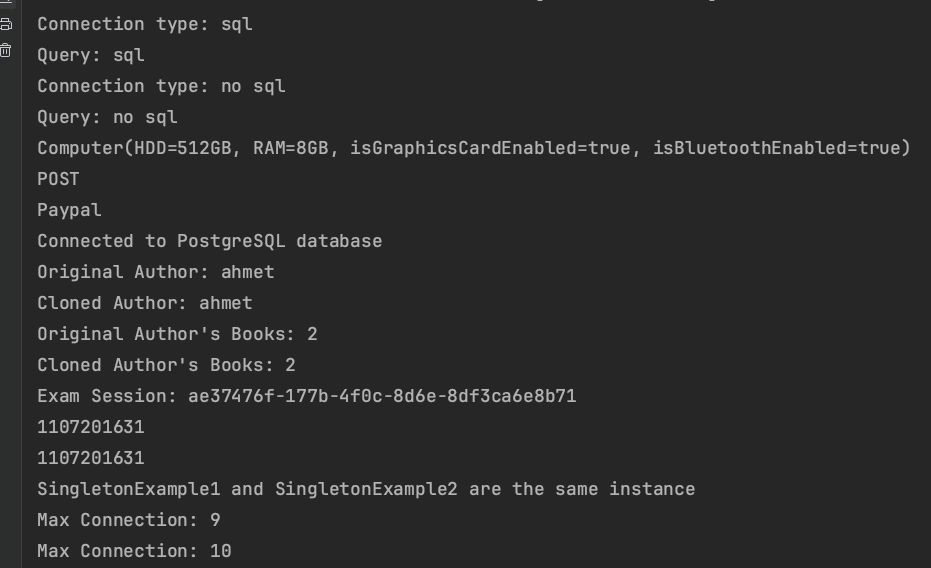 Connection type: sql
Query: sql
Connection type: no sql
Query: no sql
Computer(HDD=512GB, RAM=8GB, isGraphicsCardEnabled=true, isBluetoothEnabled=true)
POST
Paypal
Connected to PostgreSQL database
Original Author: ahmet
Cloned Author: ahmet
Original Author's Books: 2
Cloned Author's Books: 2
Exam Session: ae37476f-177b-4f0c-8d6e-8df3ca6e8b71
1107201631
1107201631
SingletonExample1 and SingletonExample2 are the same instance
Max Connection: 9
Max Connection: 10